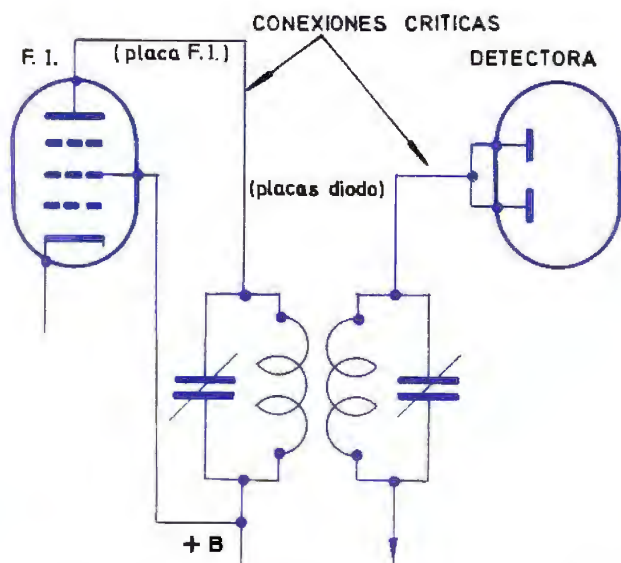 CONEXIONES CRITICAS
F. I.
(placa F.I.)
DETECTORA
(placas diodo)
+ B